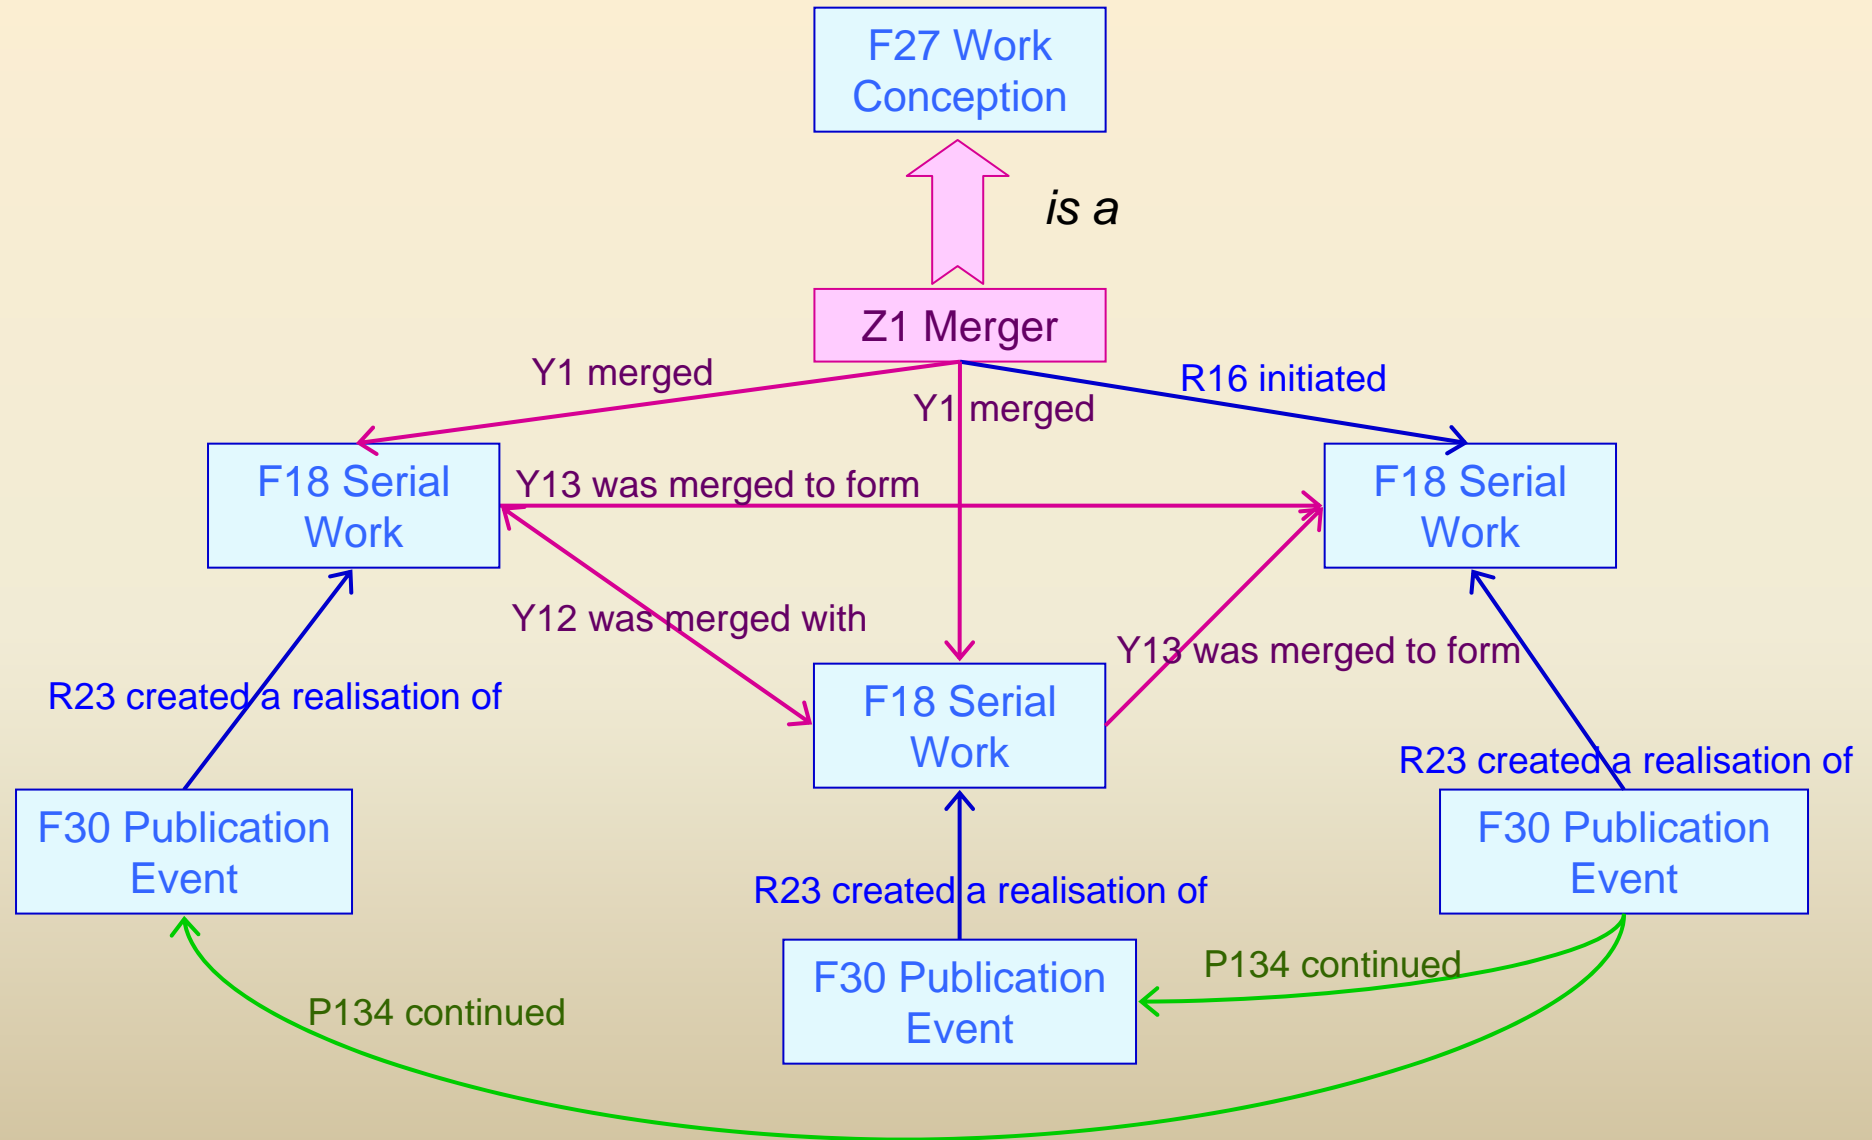 F27 Work
Conception
is a
Z1 Merger
Y1 merged
R16 initiated
Y1 merged
F18 Serial
Work
Y13 was merged to form
F18 Serial
Work
Y12 was merged with
Y13 was merged to form
R23 created a realisation of
F18 Serial
Work
R23 created a realisation of
F30 Publication
Event
F30 Publication
Event
R23 created a realisation of
P134 continued
F30 Publication
Event
P134 continued